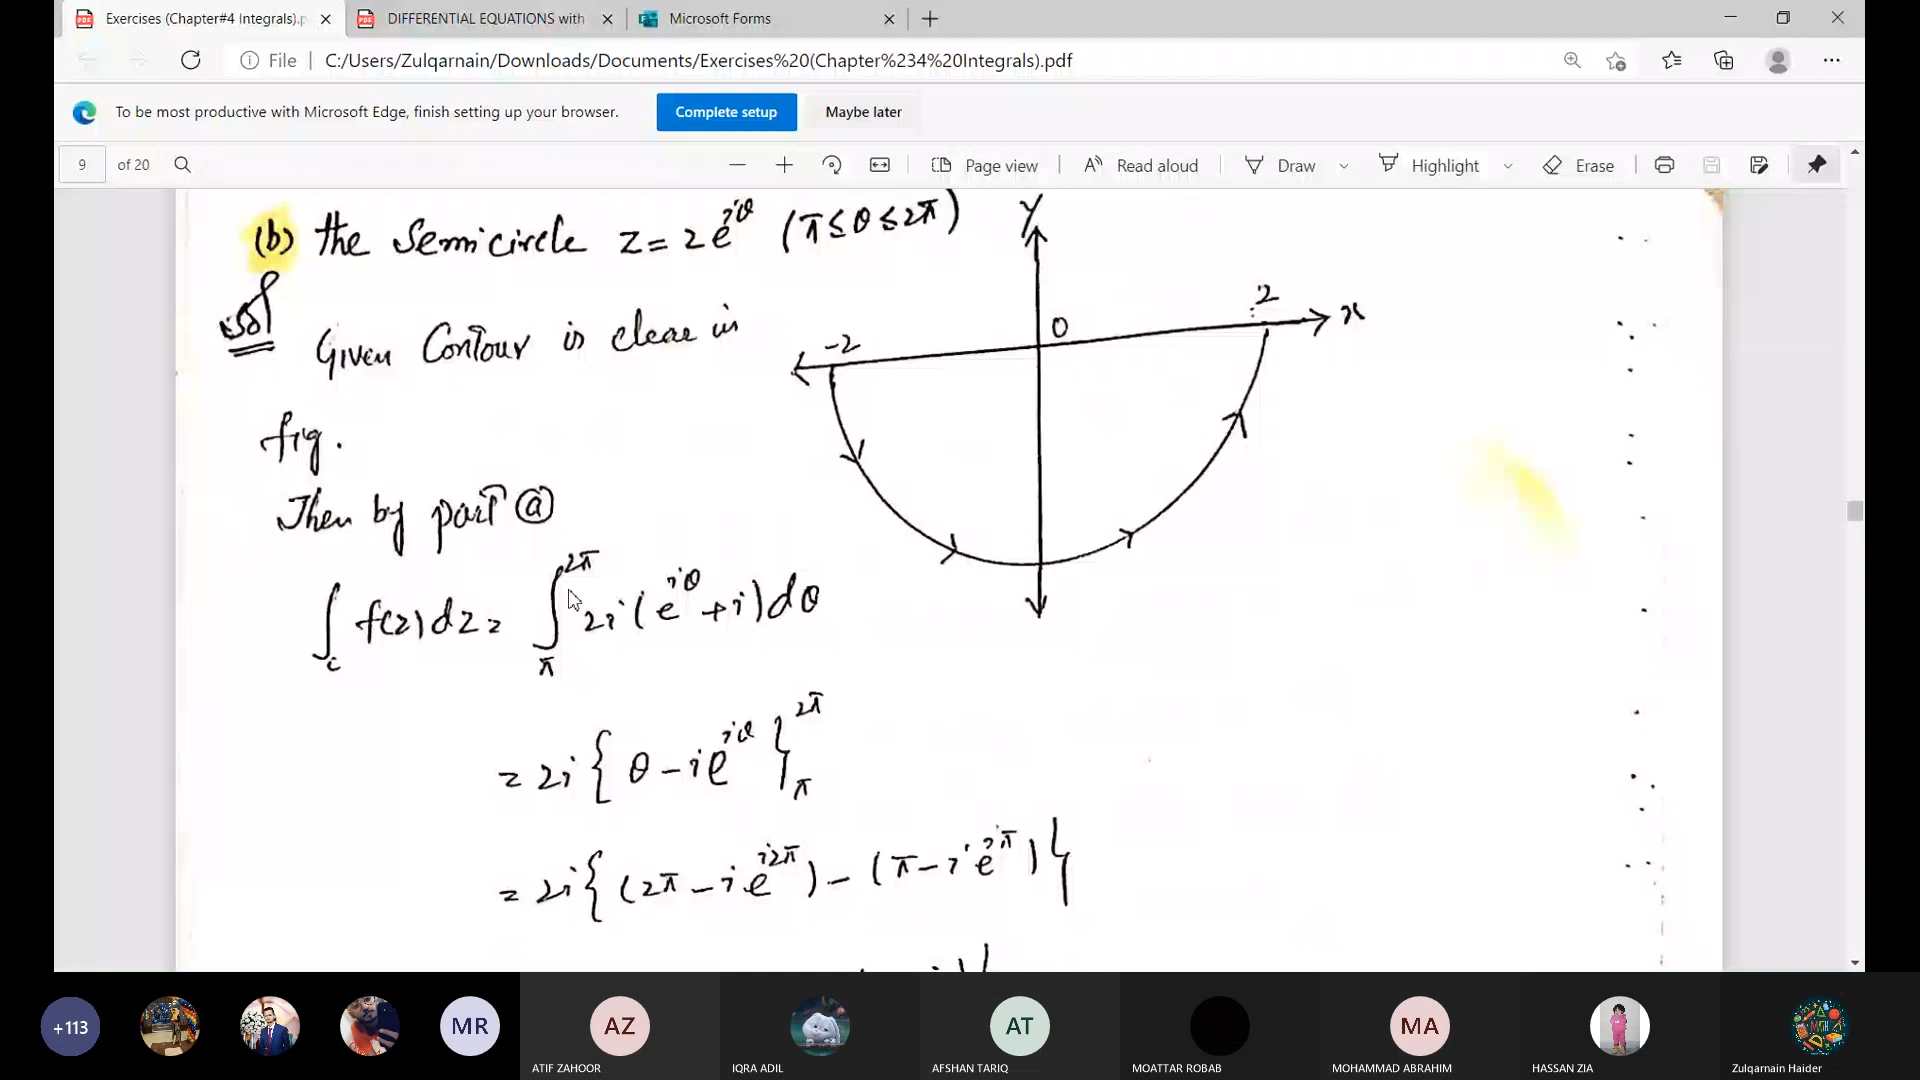 Exercises (Chapter#4 Integrals).p
DIFFERENTIAL EQUATIONS with
Microsoft Forms
File | C:/Users/Zulqarnain/Downloads/Documents/Exercises%20(Chapter%234%20Integrals).pdf
To be most productive with Microsoft Edge, finish setting up your browser.
Complete setup
Maybe later
9 of 20
Page view
Read aloud
Draw
Highlight
Erase
(b) the Semicircle z = 2e^{iθ} (π≤θ≤2π)
Y
Sol
Given Contour is clear in
-2 0 2 x
fig.
Then by part ⓐ
∫_c f(z)dz = ∫_π^{2π} 2i(e^{iθ}+i)dθ
= 2i{θ-ie^{iθ}}_π^{2π}
= 2i{(2π-ie^{i2π})-(π-ie^{iπ})}
+113
MR
AZ
AT
MA
ATIF ZAHOOR
IQRA ADIL
AFSHAN TARIQ
MOATTAR ROBAB
MOHAMMAD ABRAHIM
HASSAN ZIA
Zulqarnain Haider